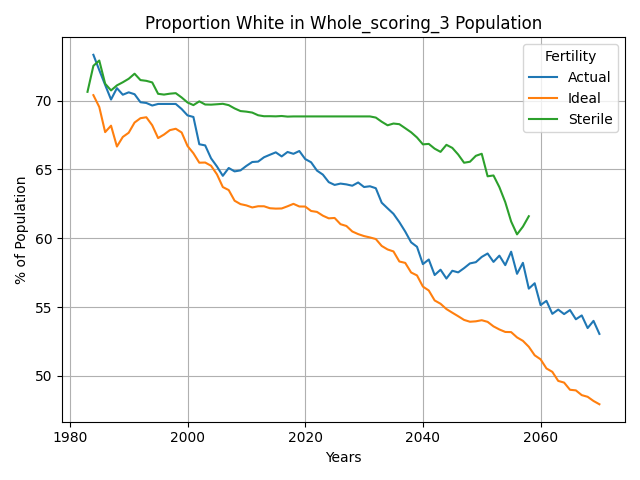 Proportion White in Whole_scoring_3 Population
Fertility
Actual
Ideal
Sterile
% of Population
70
65
60
55
50
1980
2000
2020
2040
2060
Years